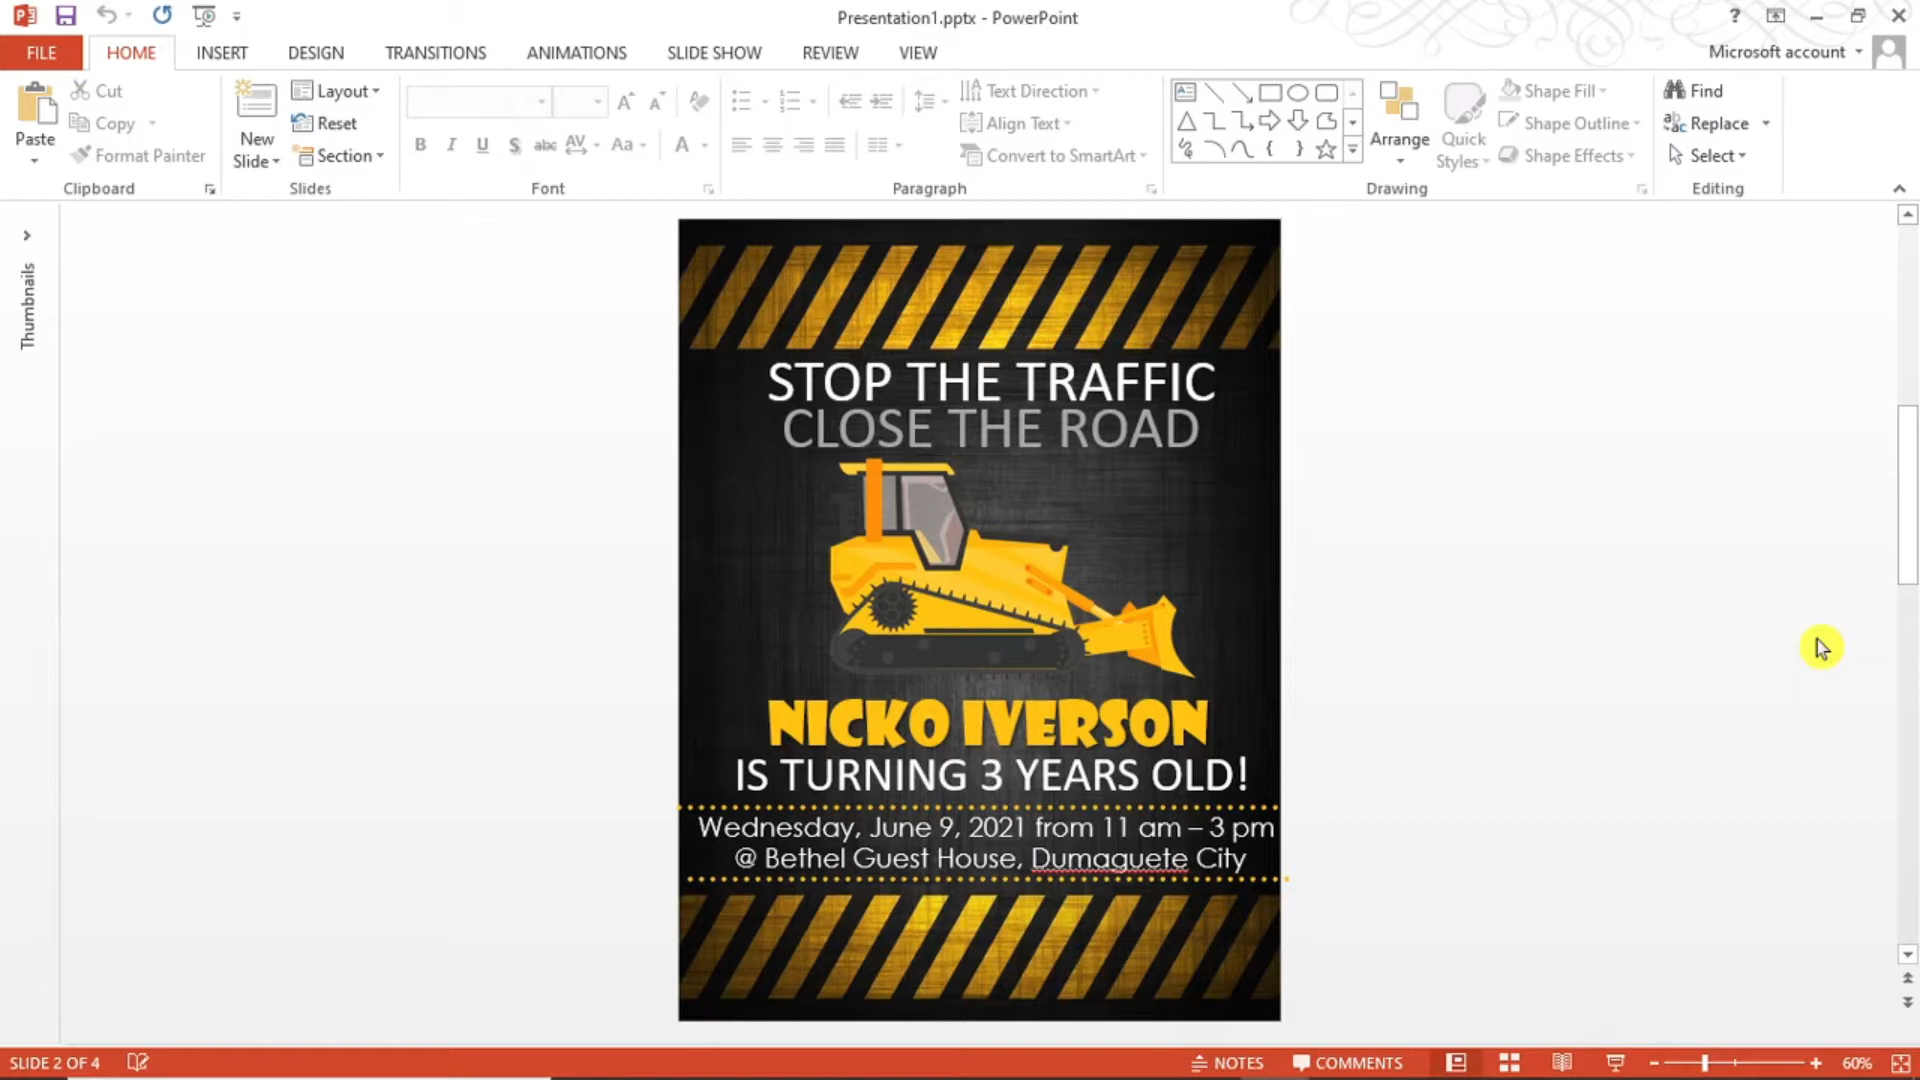 Presentation1.pptx - PowerPoint
?
FILE HOME INSERT DESIGN TRANSITIONS ANIMATIONS SLIDE SHOW REVIEW VIEW Microsoft account
Paste
Cut
Copy
Format Painter
Clipboard
New
Slide
Layout
Reset
Section
Slides
B I U S abc AV Aa A
Font
Text Direction
Align Text
Convert to SmartArt
Paragraph
Arrange
Quick
Styles
Shape Fill
Shape Outline
Shape Effects
Drawing
Find
Replace
Select
Editing
Thumbnails
STOP THE TRAFFIC
CLOSE THE ROAD
NICKO IVERSON
IS TURNING 3 YEARS OLD!
Wednesday, June 9, 2021 from 11 am – 3 pm
@ Bethel Guest House, Dumaguete City
SLIDE 2 OF 4 NOTES COMMENTS 60%